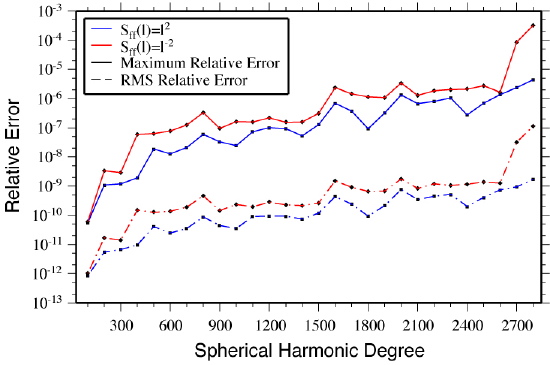 S_ff(l)=l^2
S_ff(l)=l^-2
Maximum Relative Error
RMS Relative Error
Relative Error
10^-3
10^-4
10^-5
10^-6
10^-7
10^-8
10^-9
10^-10
10^-11
10^-12
10^-13
300 600 900 1200 1500 1800 2100 2400 2700
Spherical Harmonic Degree